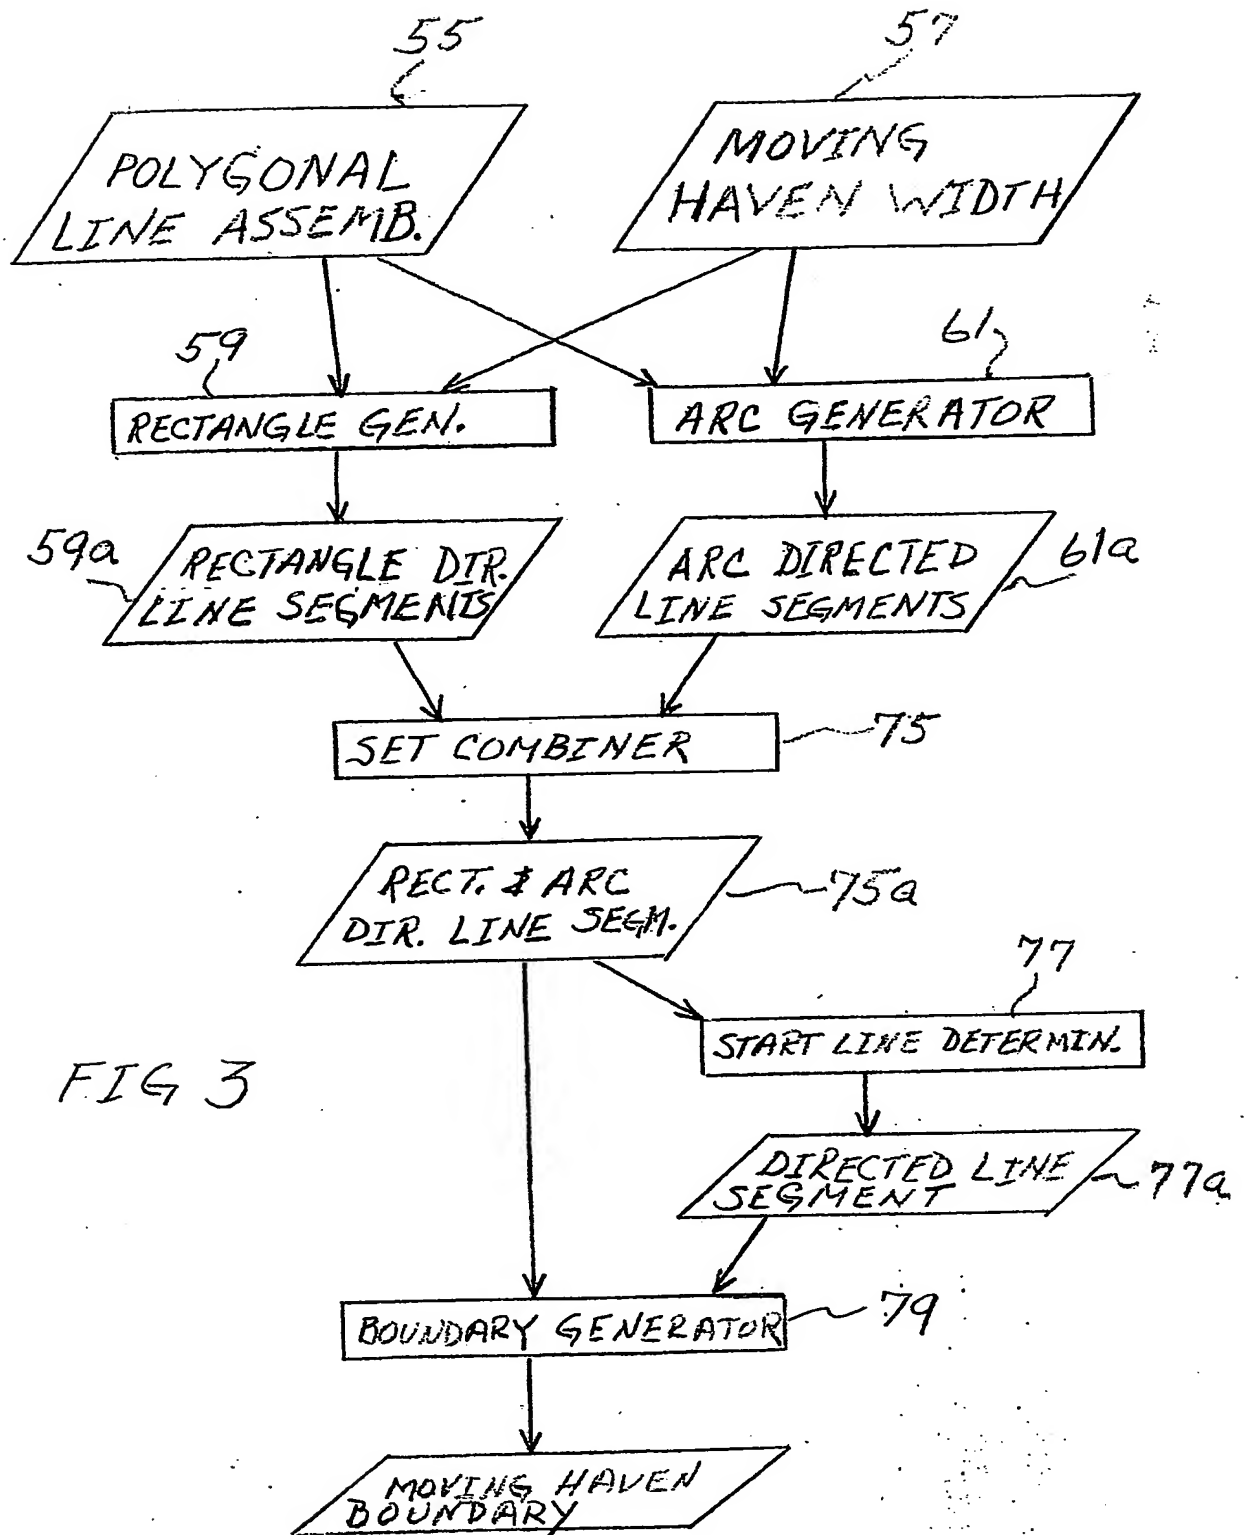 55
57
POLYGONAL
LINE ASSEMB.
MOVING
HAVEN WIDTH
59
61
RECTANGLE GEN.
ARC GENERATOR
59a
RECTANGLE DIR.
LINE SEGMENTS
ARC DIRECTED
LINE SEGMENTS
61a
SET COMBINER
75
RECT. & ARC
DIR. LINE SEGM.
75a
77
START LINE DETERMIN.
FIG 3
DIRECTED LINE
SEGMENT
77a
BOUNDARY GENERATOR
79
MOVING HAVEN
BOUNDARY